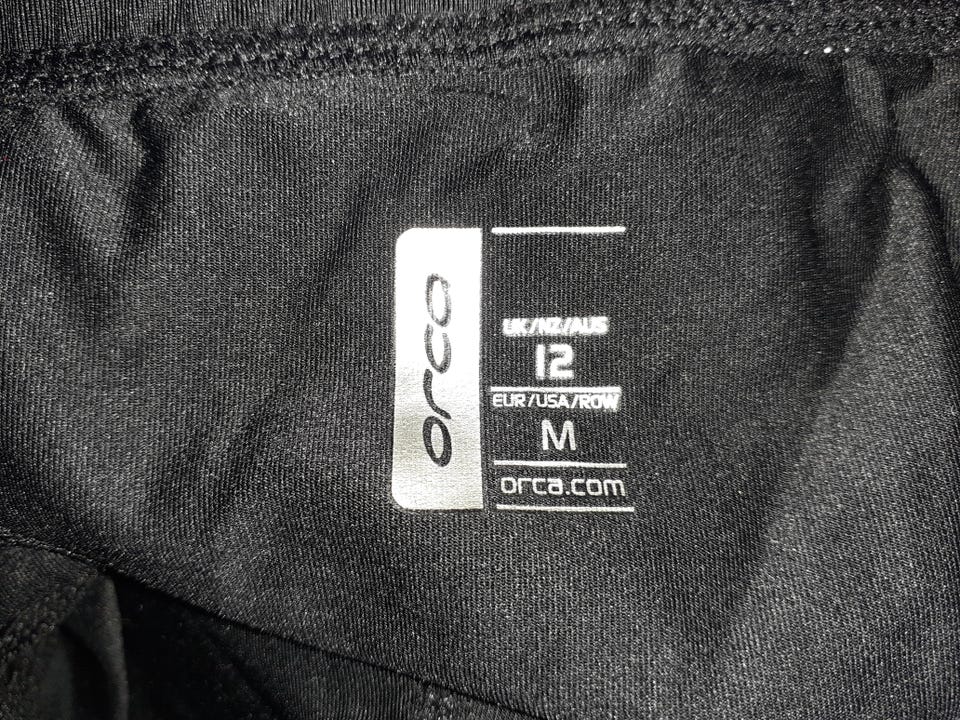 orca
UK/NZ/AUS
12
EUR/USA/ROW
M
orca.com